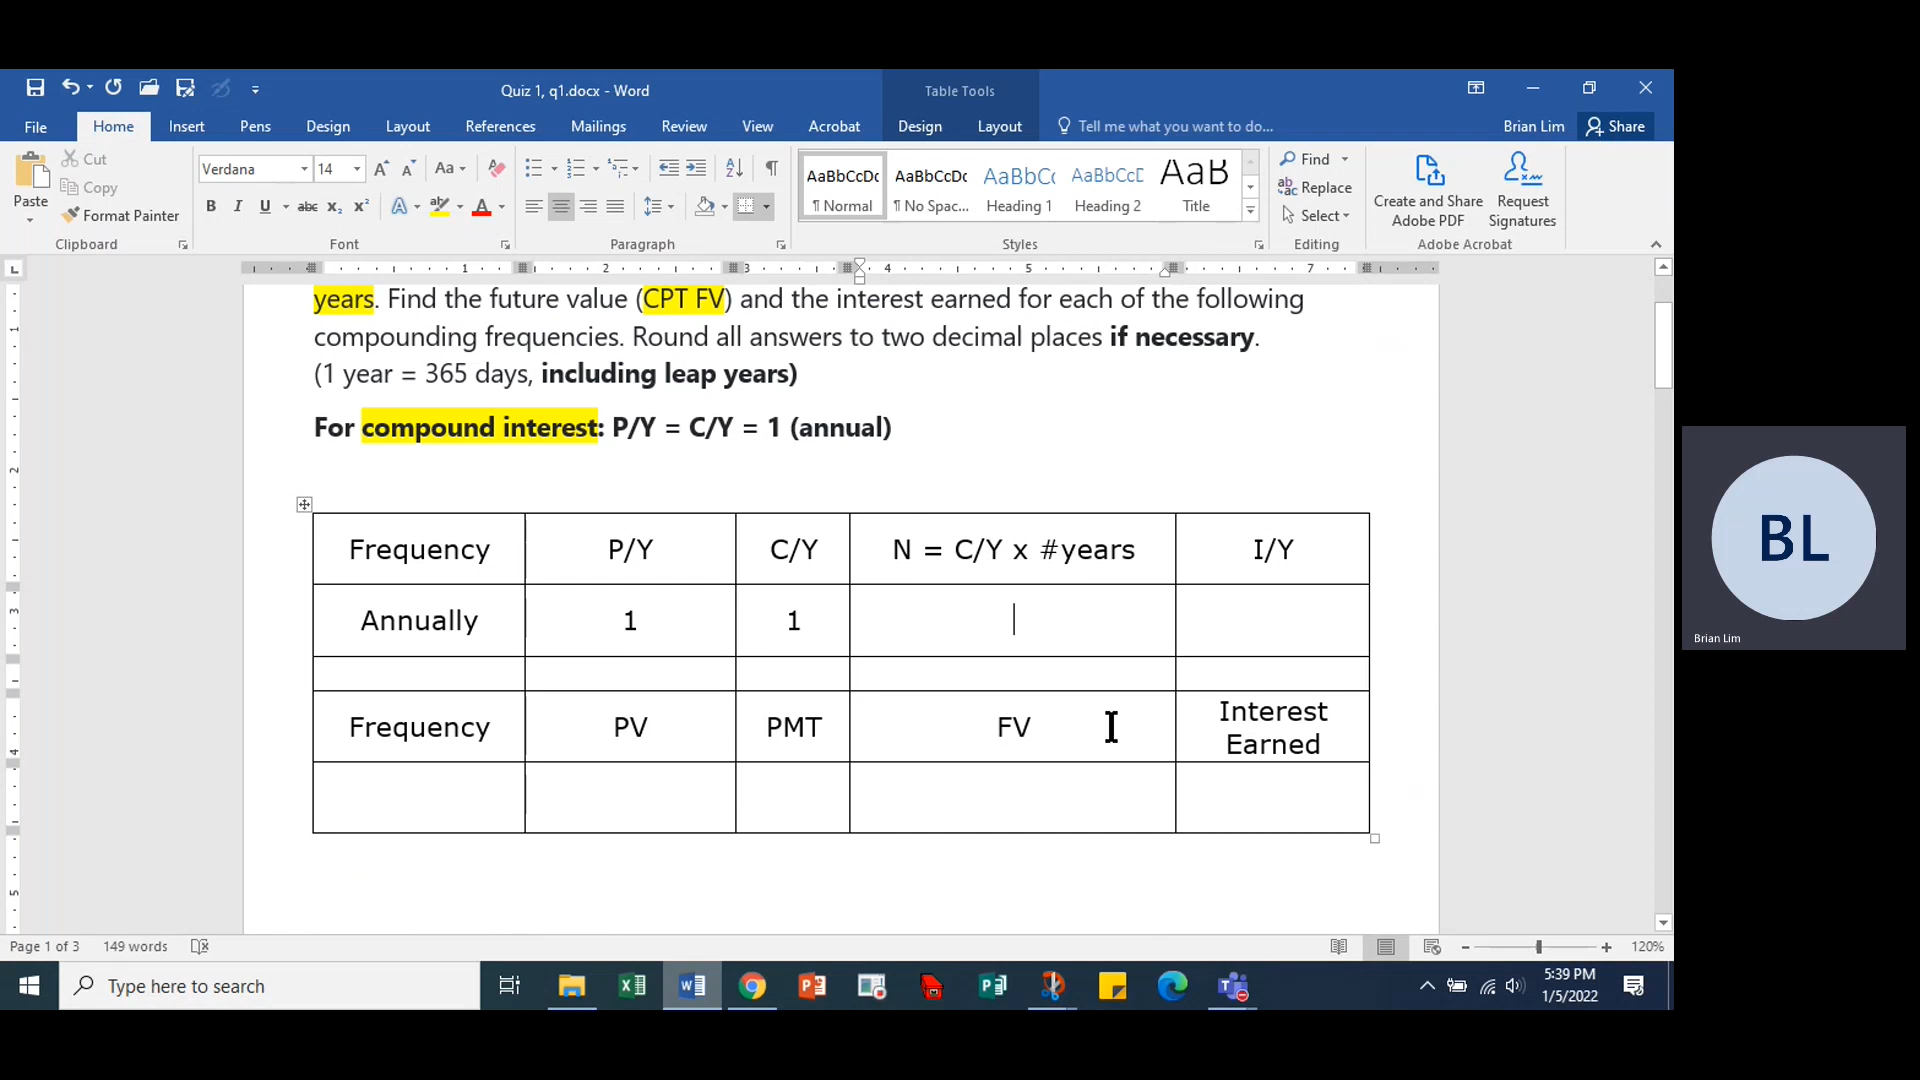 Quiz 1, q1.docx - Word
Table Tools
File Home Insert Pens Design Layout References Mailings Review View Acrobat Design Layout Tell me what you want to do... Brian Lim Share
Paste
Cut
Copy
Format Painter
Clipboard
Verdana 14
Font
Paragraph
AaBbCcDc AaBbCcDc AaBbCc AaBbCcD AaB
¶ Normal ¶ No Spac... Heading 1 Heading 2 Title
Styles
Find
Replace
Select
Editing
Create and Share Adobe PDF
Request Signatures
Adobe Acrobat
1 2 3 4 5 7
years. Find the future value (CPT FV) and the interest earned for each of the following
compounding frequencies. Round all answers to two decimal places if necessary.
(1 year = 365 days, including leap years)
For compound interest: P/Y = C/Y = 1 (annual)
Frequency P/Y C/Y N = C/Y x #years I/Y
Annually 1 1
Frequency PV PMT FV Interest Earned
BL
Brian Lim
Page 1 of 3 149 words 120%
Type here to search
5:39 PM
1/5/2022